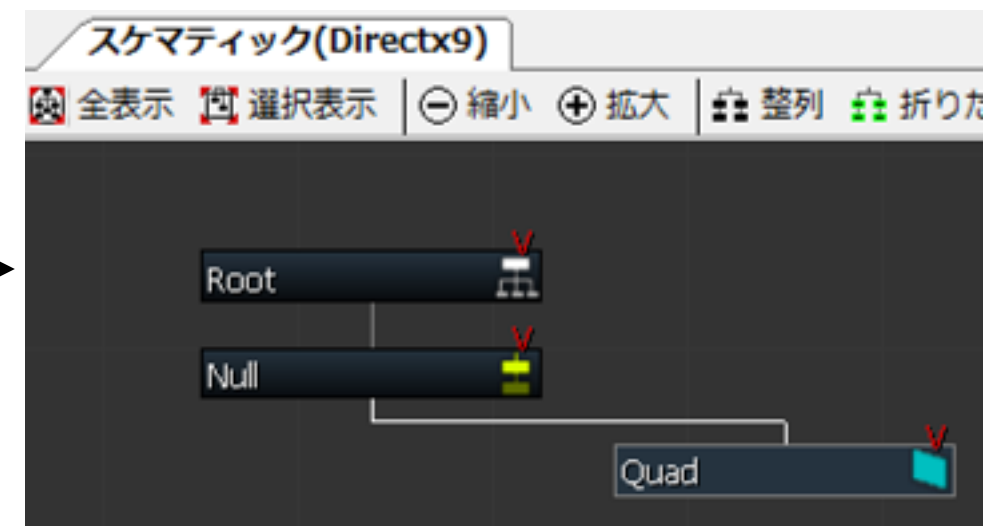 スケマティック(Directx9)
全表示 選択表示 縮小 拡大 整列 折りた
V
Root
V
Null
V
Quad